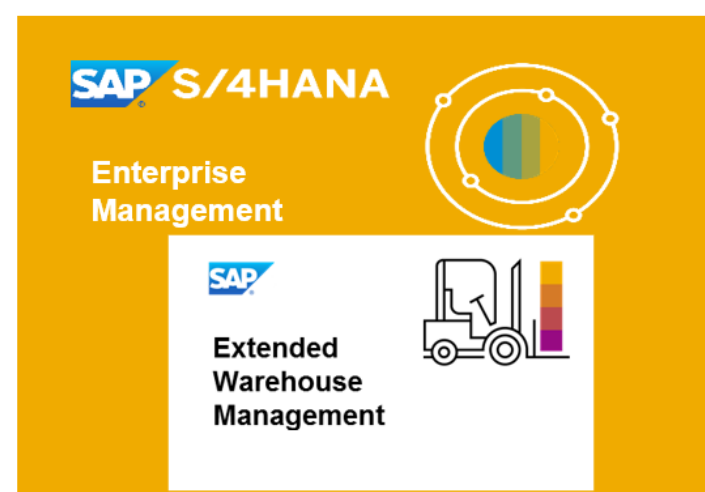 SAP S/4HANA
Enterprise
Management
SAP
Extended
Warehouse
Management